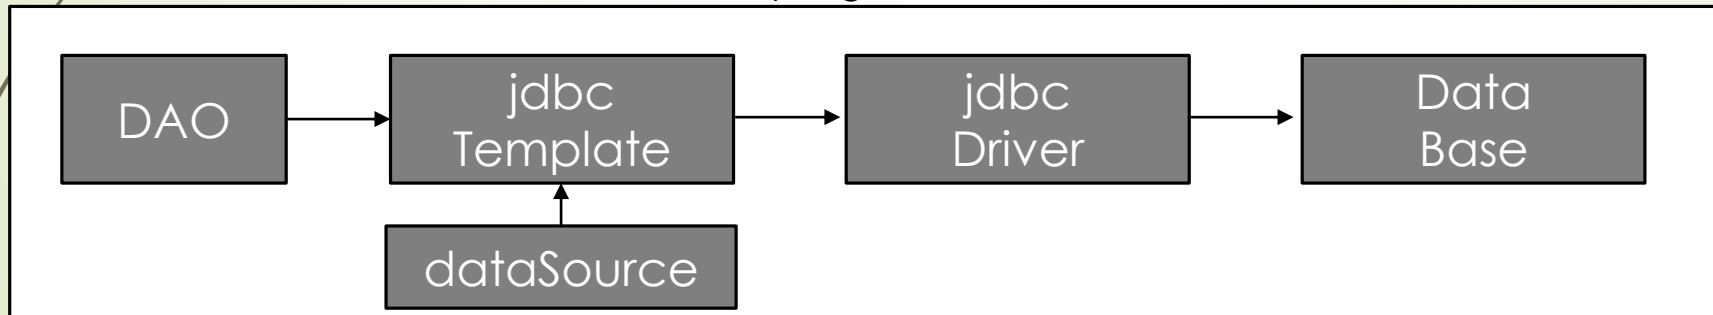 DAO
jdbc
Template
jdbc
Driver
Data
Base
dataSource